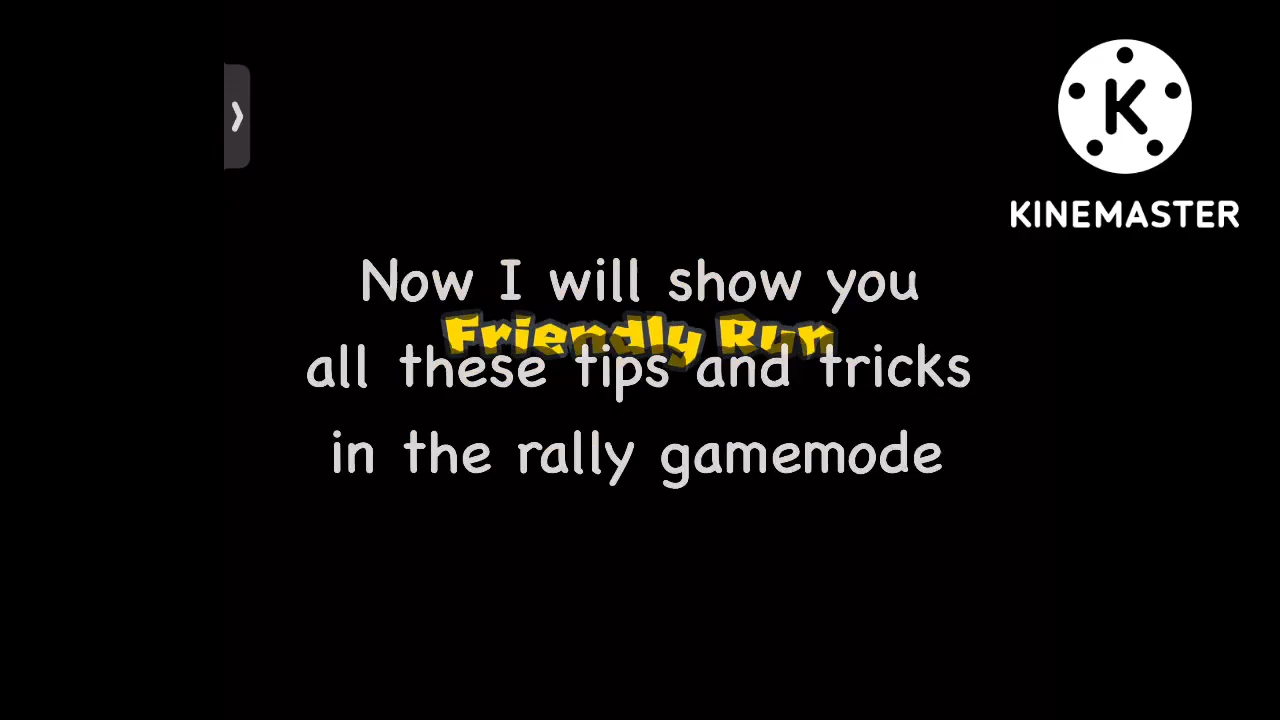 KINEMASTER
Now I will show you
Friendly Run
all these tips and tricks
in the rally gamemode